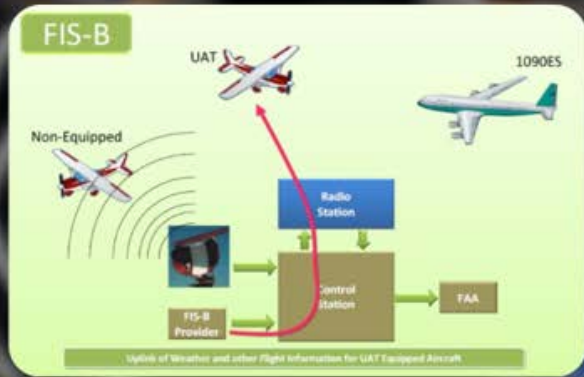 FIS-B
UAT
1090ES
Non-Equipped
Radio
Station
Control
Station
FAA
FIS-B
Provider
Uplink of Weather and other Flight Information for UAT Equipped Aircraft